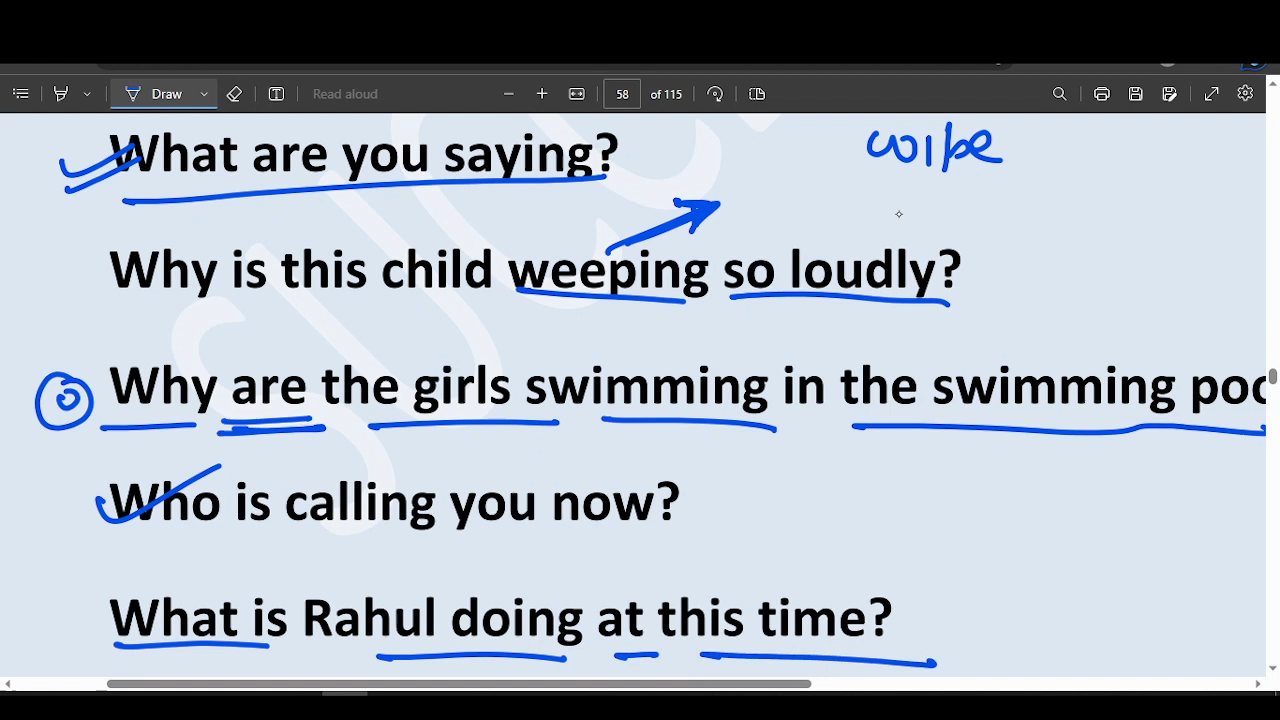 Draw
Read aloud
58 of 115
What are you saying?
wipe
Why is this child weeping so loudly?
Why are the girls swimming in the swimming poo
Who is calling you now?
What is Rahul doing at this time?